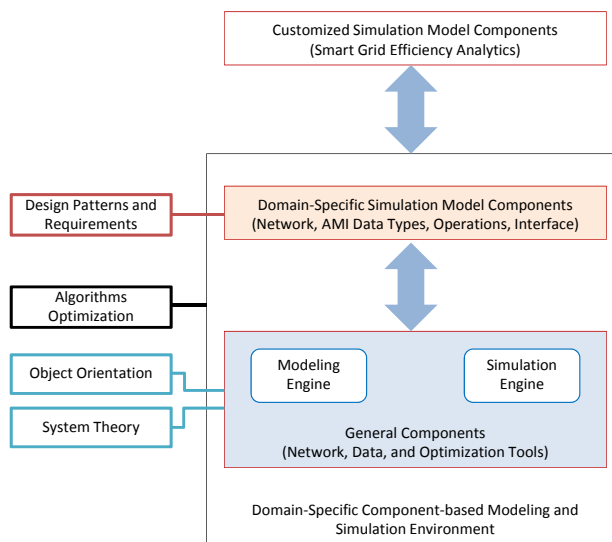 Customized Simulation Model Components
(Smart Grid Efficiency Analytics)
Design Patterns and
Requirements
Domain-Specific Simulation Model Components
(Network, AMI Data Types, Operations, Interface)
Algorithms
Optimization
Object Orientation
System Theory
Modeling
Engine
Simulation
Engine
General Components
(Network, Data, and Optimization Tools)
Domain-Specific Component-based Modeling and
Simulation Environment